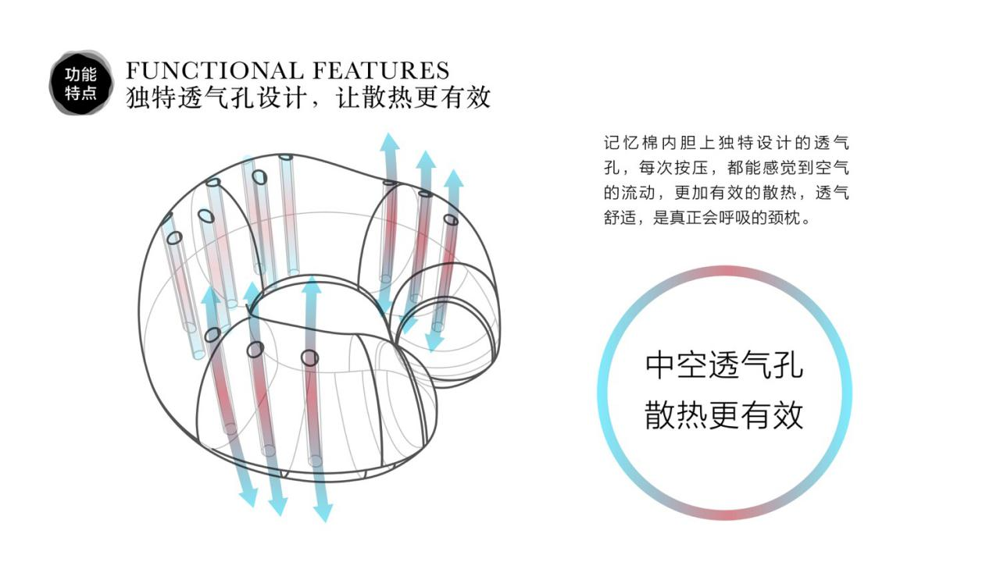 功能
特点
FUNCTIONAL FEATURES
独特透气孔设计，让散热更有效
记忆棉内胆上独特设计的透气
孔，每次按压，都能感觉到空气
的流动，更加有效的散热，透气
舒适，是真正会呼吸的颈枕。
中空透气孔
散热更有效